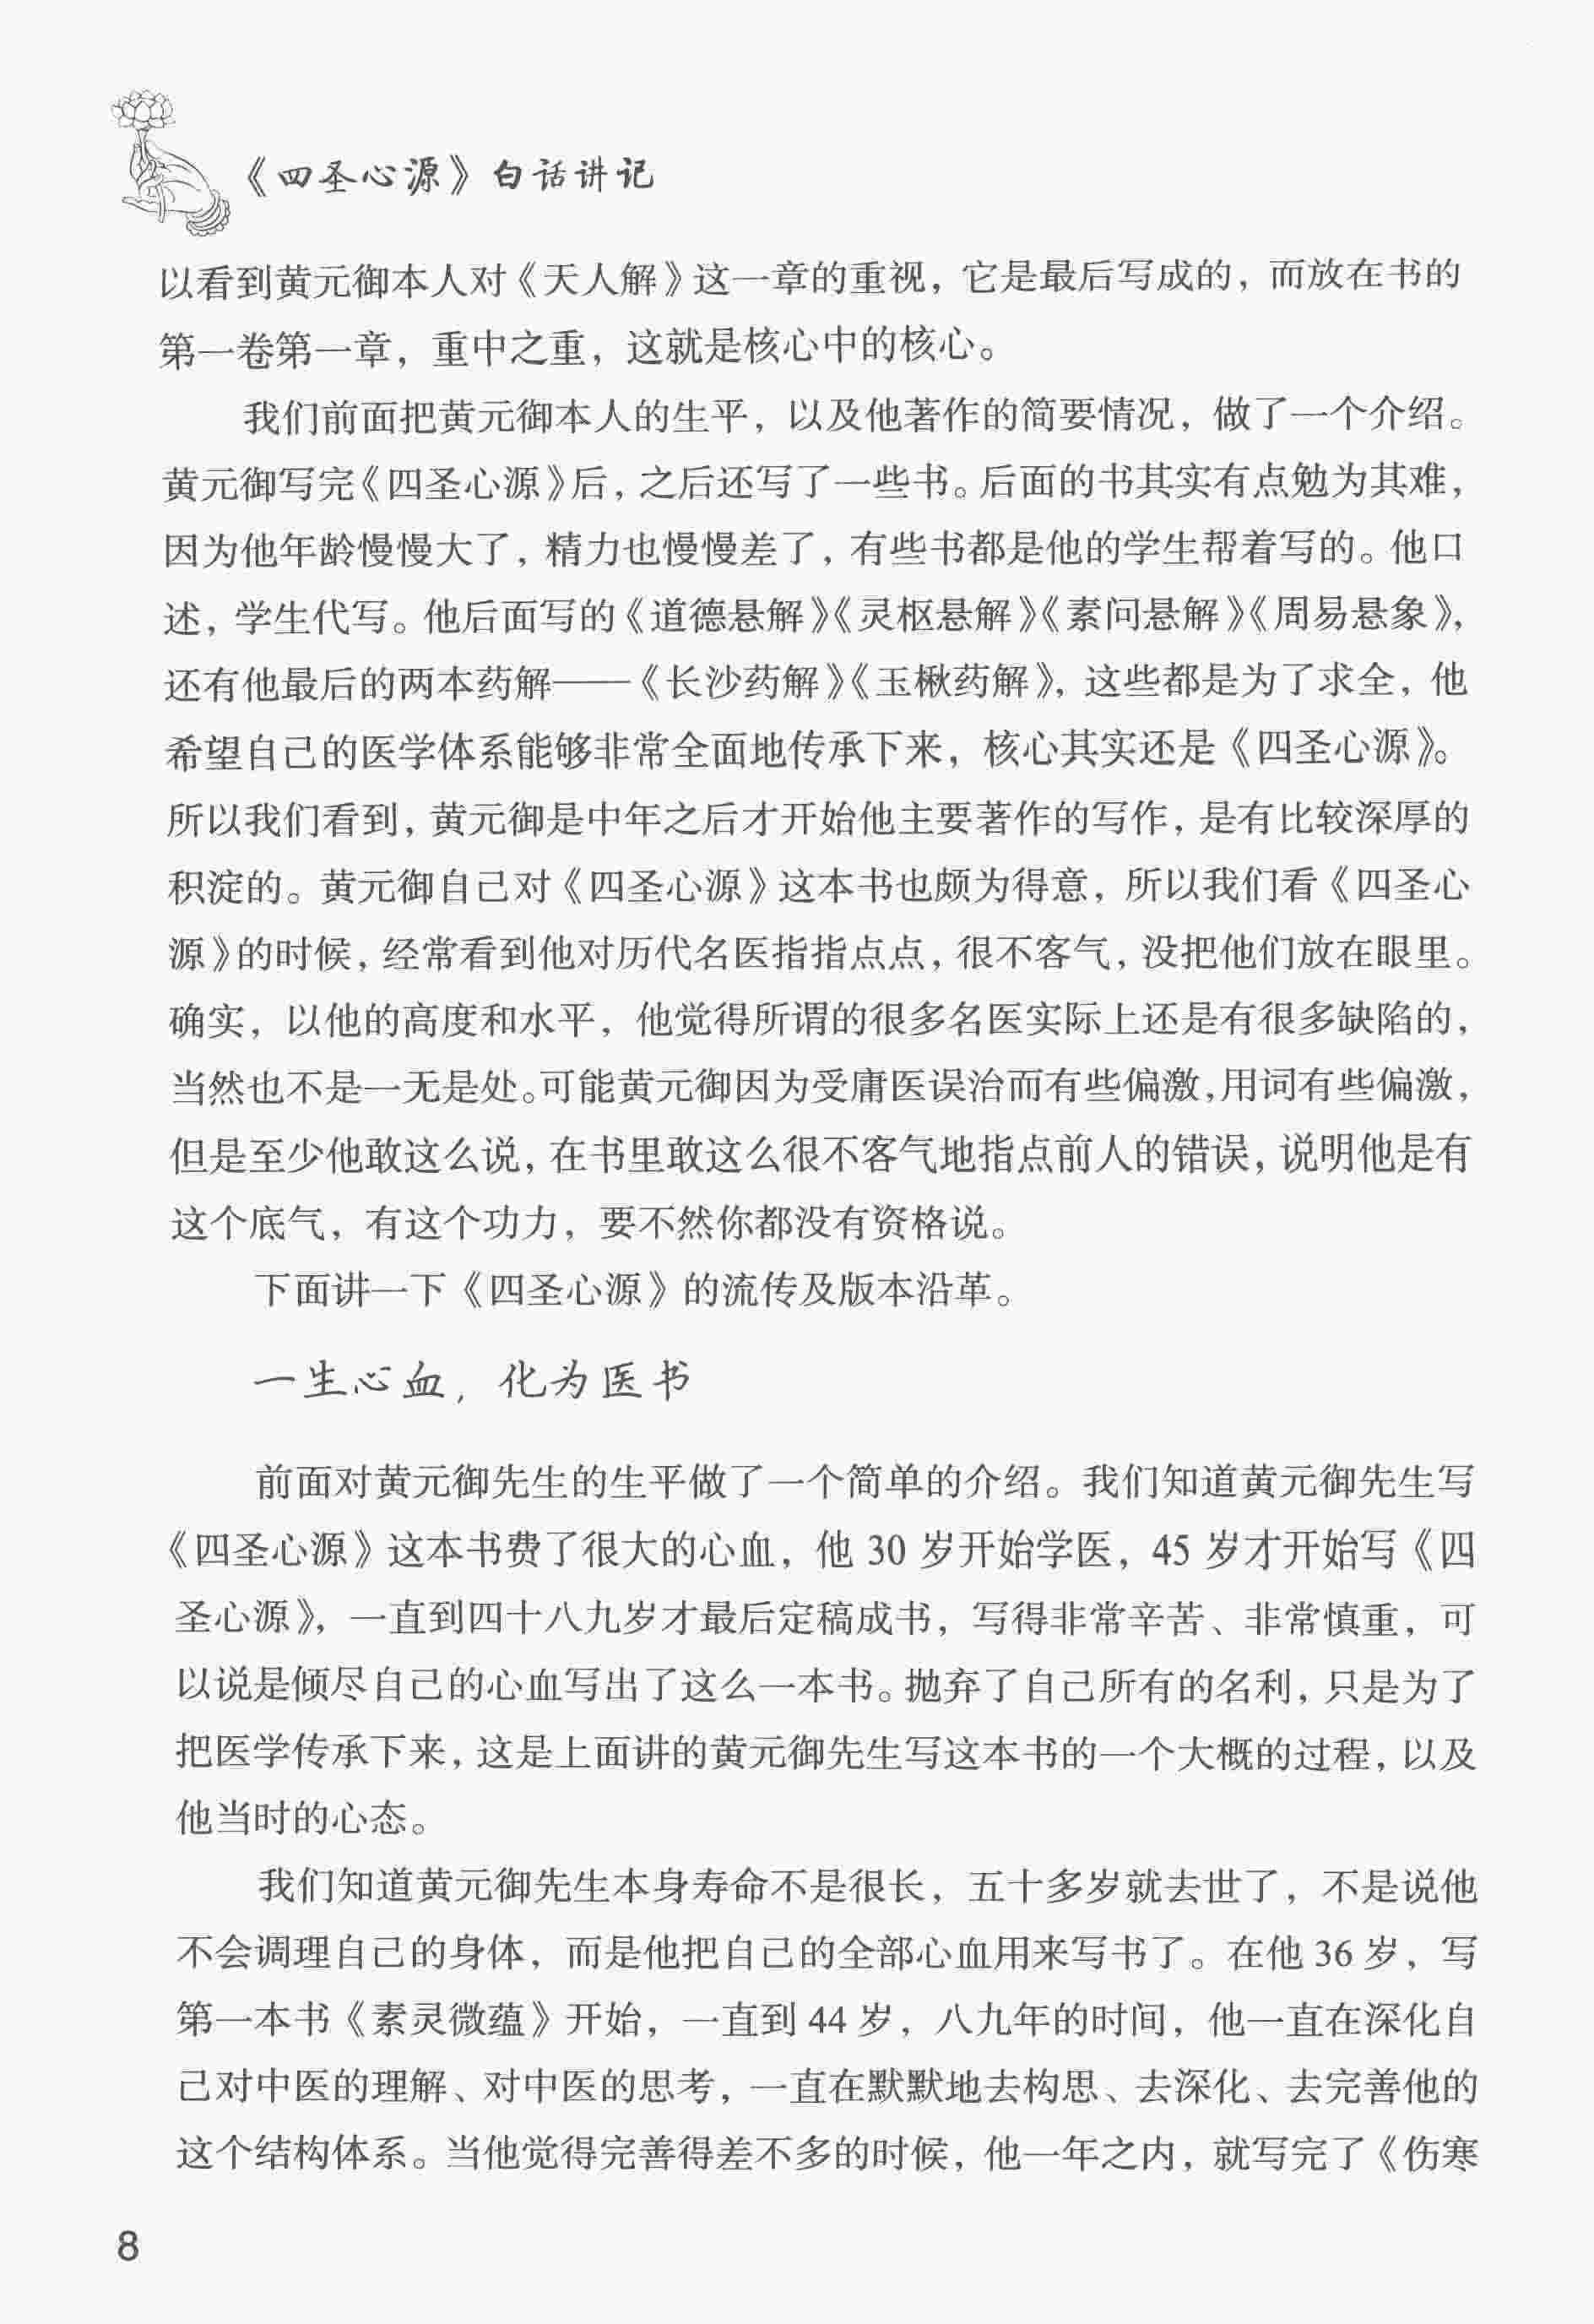 《四圣心源》白话讲记
以看到黄元御本人对《天人解》这一章的重视，它是最后写成的，而放在书的
第一卷第一章，重中之重，这就是核心中的核心。
我们前面把黄元御本人的生平，以及他著作的简要情况，做了一个介绍。
黄元御写完《四圣心源》后，之后还写了一些书。后面的书其实有点勉为其难，
因为他年龄慢慢大了，精力也慢慢差了，有些书都是他的学生帮着写的。他口
述，学生代写。他后面写的《道德悬解》《灵枢悬解》《素问悬解》《周易悬象》，
还有他最后的两本药解——《长沙药解》《玉楸药解》，这些都是为了求全，他
希望自己的医学体系能够非常全面地传承下来，核心其实还是《四圣心源》。
所以我们看到，黄元御是中年之后才开始他主要著作的写作，是有比较深厚的
积淀的。黄元御自己对《四圣心源》这本书也颇为得意，所以我们看《四圣心
源》的时候，经常看到他对历代名医指指点点，很不客气，没把他们放在眼里。
确实，以他的高度和水平，他觉得所谓的很多名医实际上还是有很多缺陷的，
当然也不是一无是处。可能黄元御因为受庸医误治而有些偏激，用词有些偏激，
但是至少他敢这么说，在书里敢这么很不客气地指点前人的错误，说明他是有
这个底气，有这个功力，要不然你都没有资格说。
下面讲一下《四圣心源》的流传及版本沿革。
一生心血，化为医书
前面对黄元御先生的生平做了一个简单的介绍。我们知道黄元御先生写
《四圣心源》这本书费了很大的心血，他 30 岁开始学医，45 岁才开始写《四
圣心源》，一直到四十八九岁才最后定稿成书，写得非常辛苦、非常慎重，可
以说是倾尽自己的心血写出了这么一本书。抛弃了自己所有的名利，只是为了
把医学传承下来，这是上面讲的黄元御先生写这本书的一个大概的过程，以及
他当时的心态。
我们知道黄元御先生本身寿命不是很长，五十多岁就去世了，不是说他
不会调理自己的身体，而是他把自己的全部心血用来写书了。在他 36 岁，写
第一本书《素灵微蕴》开始，一直到 44 岁，八九年的时间，他一直在深化自
己对中医的理解、对中医的思考，一直在默默地去构思、去深化、去完善他的
这个结构体系。当他觉得完善得差不多的时候，他一年之内，就写完了《伤寒
8